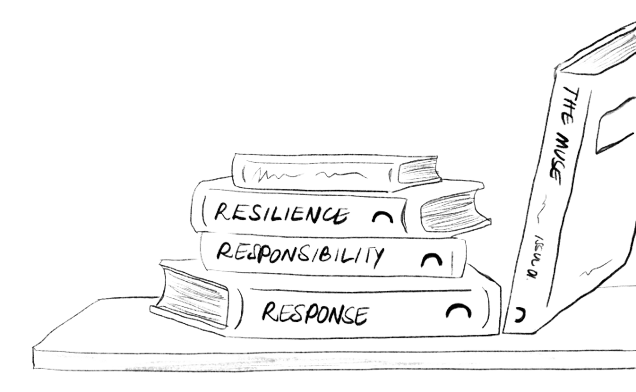 RESILIENCE
RESPONSIBILITY
RESPONSE
THE MUSE